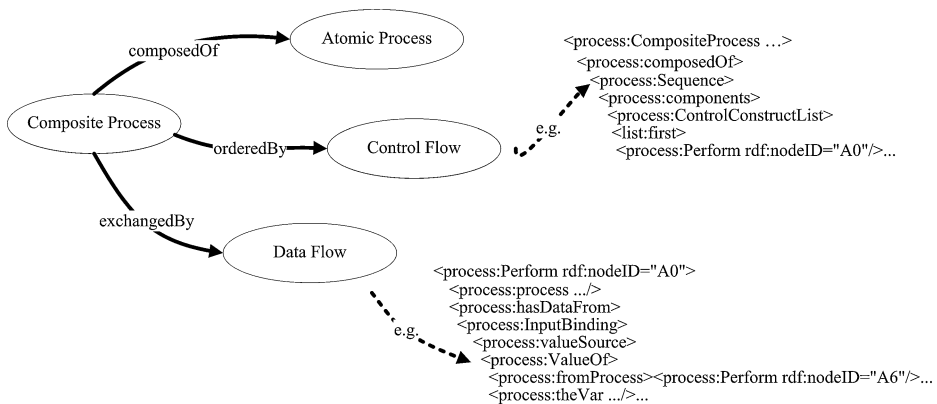 Atomic Process
composedOf
Composite Process
orderedBy
Control Flow
e.g.
<process:CompositeProcess …>
<process:composedOf>
<process:Sequence>
<process:components>
<process:ControlConstructList>
<list:first>
<process:Perform rdf:nodeID="A0"/>...
exchangedBy
Data Flow
e.g.
<process:Perform rdf:nodeID="A0">
<process:process .../>
<process:hasDataFrom>
<process:InputBinding>
<process:valueSource>
<process:ValueOf>
<process:fromProcess><process:Perform rdf:nodeID="A6"/>...
<process:theVar .../>...